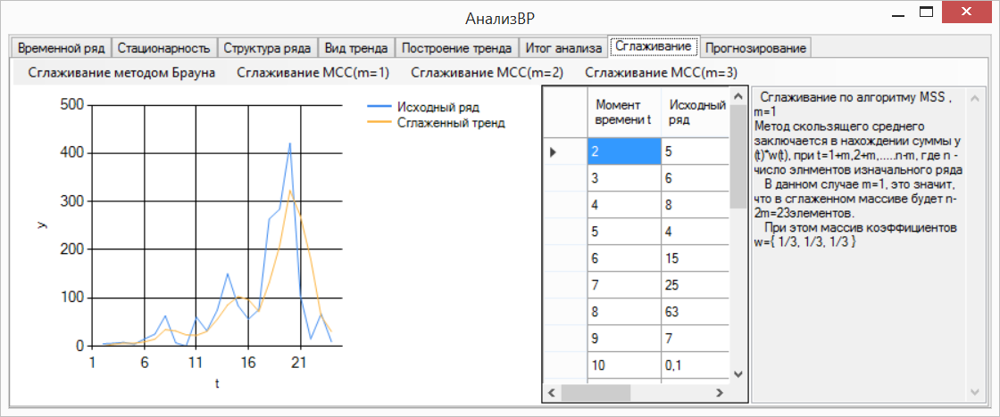 АнализВР
Временной ряд Стационарность Структура ряда Вид тренда Построение тренда Итог анализа Сглаживание Прогнозирование
Сглаживание методом Брауна Сглаживание МСС(m=1) Сглаживание МСС(m=2) Сглаживание МСС(m=3)
500
400
300
200
100
0
y
1 6 11 16 21
t
Исходный ряд
Сглаженный тренд
Момент времени t Исходный ряд
2 5
3 6
4 8
5 4
6 15
7 25
8 63
9 7
10 0,1
Сглаживание по алгоритму MSS ,
m=1
Метод скользящего среднего
заключается в нахождении суммы y
(t)*w(t), при t=1+m,2+m,.....n-m, где n -
число элнментов изначального ряда
В данном случае m=1, это значит,
что в сглаженном массиве будет n-
2m=23элементов.
При этом массив коэффициентов
w={ 1/3, 1/3, 1/3 }